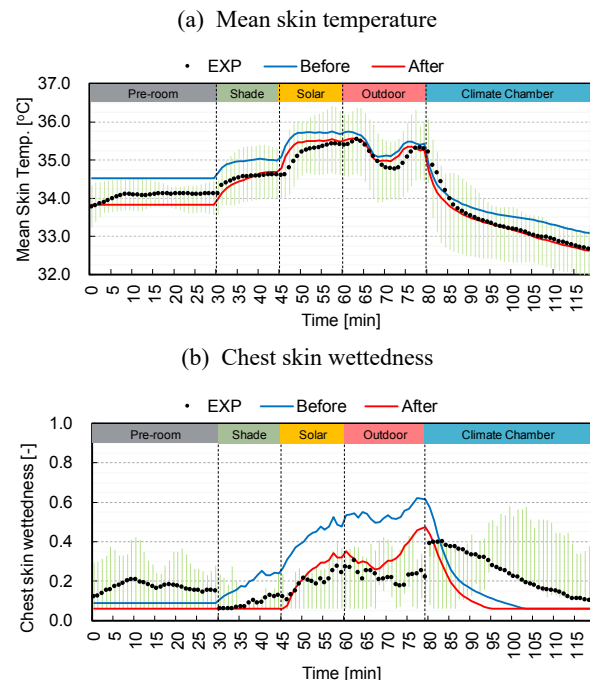 (a) Mean skin temperature
EXP Before After
Pre-room Shade Solar Outdoor Climate Chamber
Mean Skin Temp. [°C]
37.0
36.0
35.0
34.0
33.0
32.0
0 5 10 15 20 25 30 35 40 45 50 55 60 65 70 75 80 85 90 95 100 105 110 115
Time [min]
(b) Chest skin wettedness
EXP Before After
Pre-room Shade Solar Outdoor Climate Chamber
Chest skin wettedness [-]
1.0
0.8
0.6
0.4
0.2
0.0
0 5 10 15 20 25 30 35 40 45 50 55 60 65 70 75 80 85 90 95 100 105 110 115
Time [min]